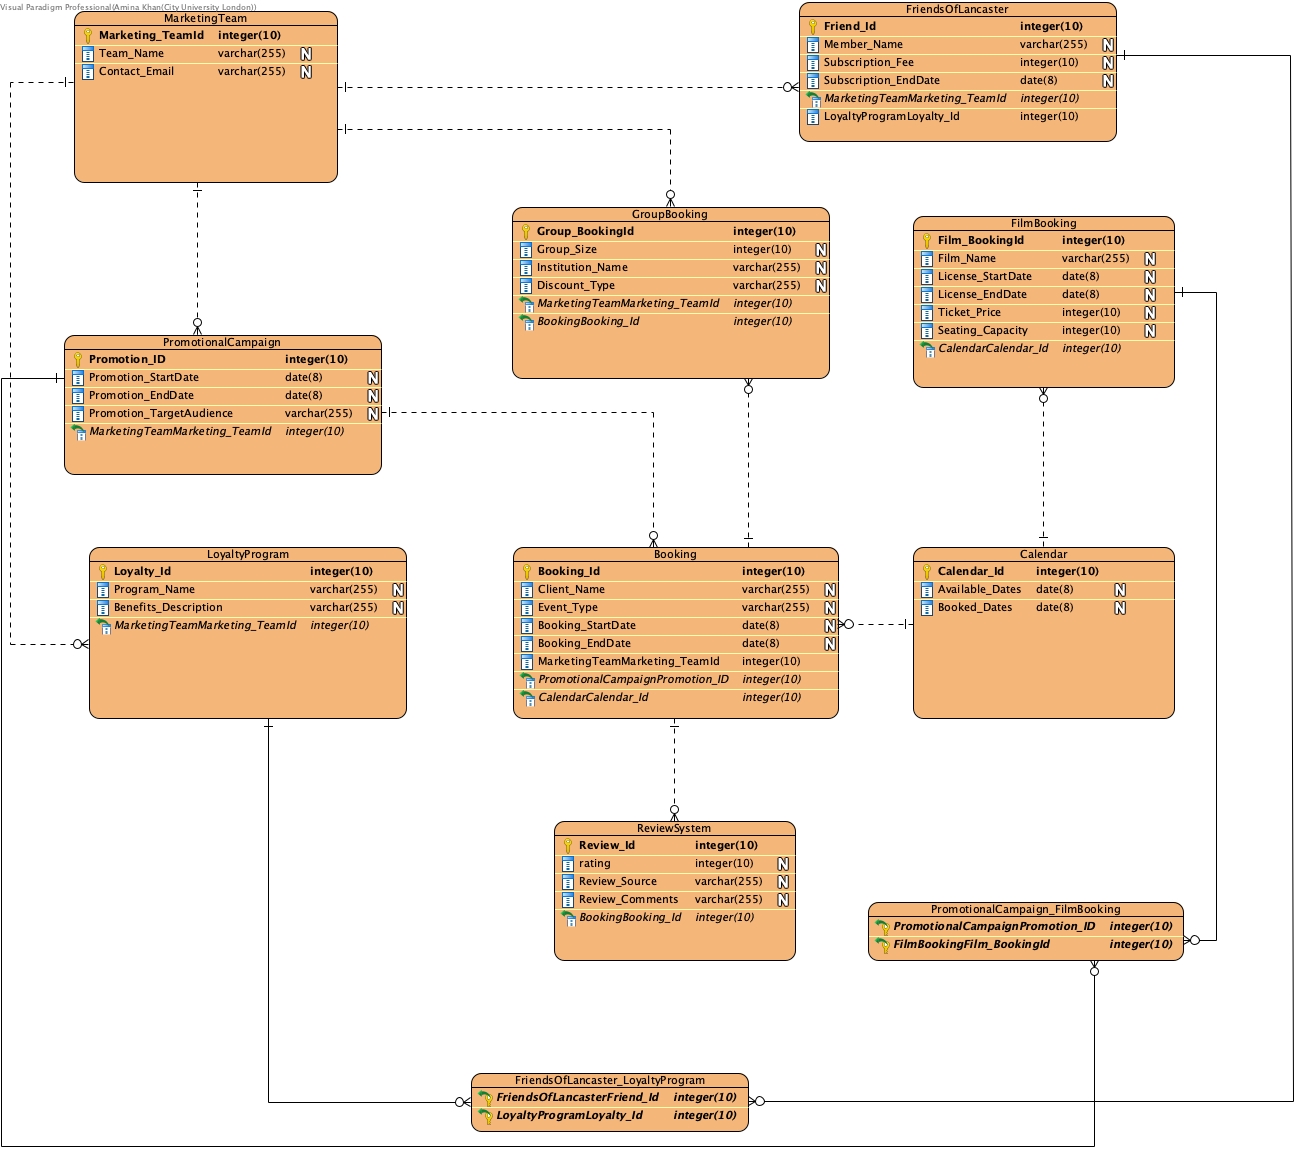 Visual Paradigm Professional(Amina Khan(City University London))
MarketingTeam
Marketing_TeamId integer(10)
Team_Name varchar(255) N
Contact_Email varchar(255) N
FriendsOfLancaster
Friend_Id integer(10)
Member_Name varchar(255) N
Subscription_Fee integer(10) N
Subscription_EndDate date(8) N
MarketingTeamMarketing_TeamId integer(10)
LoyaltyProgramLoyalty_Id integer(10)
GroupBooking
Group_BookingId integer(10)
Group_Size integer(10) N
Institution_Name varchar(255) N
Discount_Type varchar(255) N
MarketingTeamMarketing_TeamId integer(10)
BookingBooking_Id integer(10)
FilmBooking
Film_BookingId integer(10)
Film_Name varchar(255) N
License_StartDate date(8) N
License_EndDate date(8) N
Ticket_Price integer(10) N
Seating_Capacity integer(10) N
CalendarCalendar_Id integer(10)
PromotionalCampaign
Promotion_ID integer(10)
Promotion_StartDate date(8) N
Promotion_EndDate date(8) N
Promotion_TargetAudience varchar(255) N
MarketingTeamMarketing_TeamId integer(10)
LoyaltyProgram
Loyalty_Id integer(10)
Program_Name varchar(255) N
Benefits_Description varchar(255) N
MarketingTeamMarketing_TeamId integer(10)
Booking
Booking_Id integer(10)
Client_Name varchar(255) N
Event_Type varchar(255) N
Booking_StartDate date(8) N
Booking_EndDate date(8) N
MarketingTeamMarketing_TeamId integer(10)
PromotionalCampaignPromotion_ID integer(10)
CalendarCalendar_Id integer(10)
Calendar
Calendar_Id integer(10)
Available_Dates date(8) N
Booked_Dates date(8) N
ReviewSystem
Review_Id integer(10)
rating integer(10) N
Review_Source varchar(255) N
Review_Comments varchar(255) N
BookingBooking_Id integer(10)
PromotionalCampaign_FilmBooking
PromotionalCampaignPromotion_ID integer(10)
FilmBookingFilm_BookingId integer(10)
FriendsOfLancaster_LoyaltyProgram
FriendsOfLancasterFriend_Id integer(10)
LoyaltyProgramLoyalty_Id integer(10)